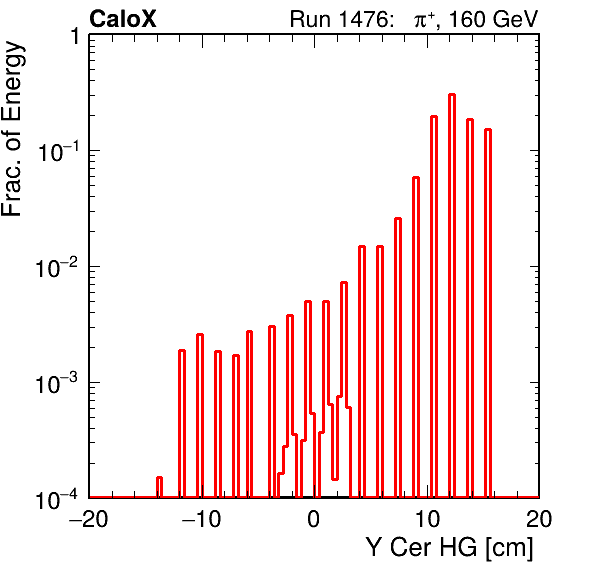 CaloX Run 1476: π⁺, 160 GeV
Frac. of Energy
1
10⁻¹
10⁻²
10⁻³
10⁻⁴
−20 −10 0 10 20
Y Cer HG [cm]